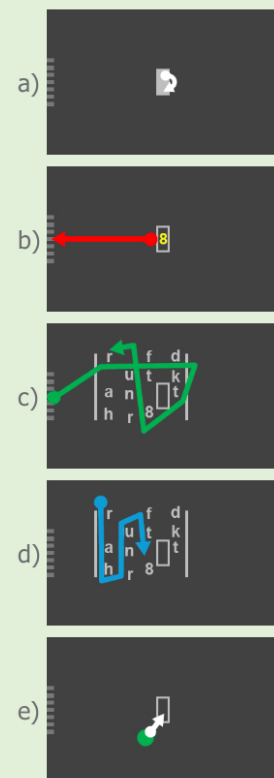 a)
b)
8
c)
r f d
u t k
a n t
h r 8
d)
r f d
u t k
a n t
h r 8
e)